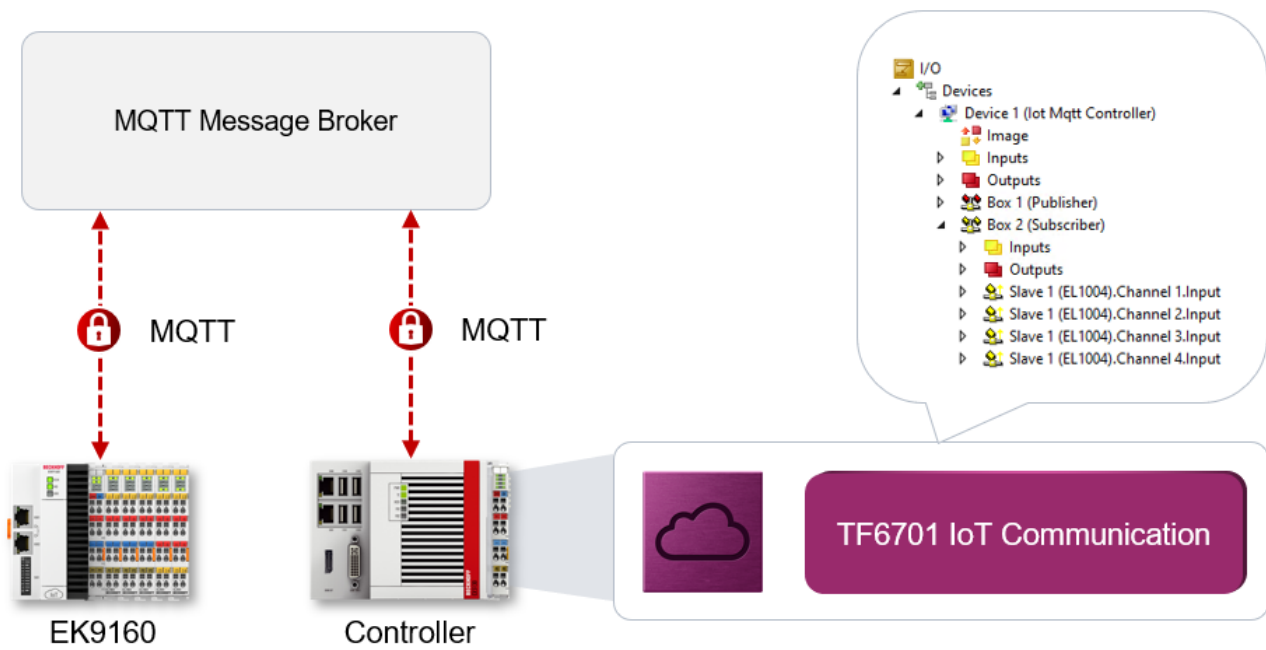 MQTT Message Broker
MQTT
MQTT
EK9160
Controller
I/O
Devices
Device 1 (Iot Mqtt Controller)
Image
Inputs
Outputs
Box 1 (Publisher)
Box 2 (Subscriber)
Inputs
Outputs
Slave 1 (EL1004).Channel 1.Input
Slave 1 (EL1004).Channel 2.Input
Slave 1 (EL1004).Channel 3.Input
Slave 1 (EL1004).Channel 4.Input
TF6701 IoT Communication
BECKHOFF
BECKHOFF